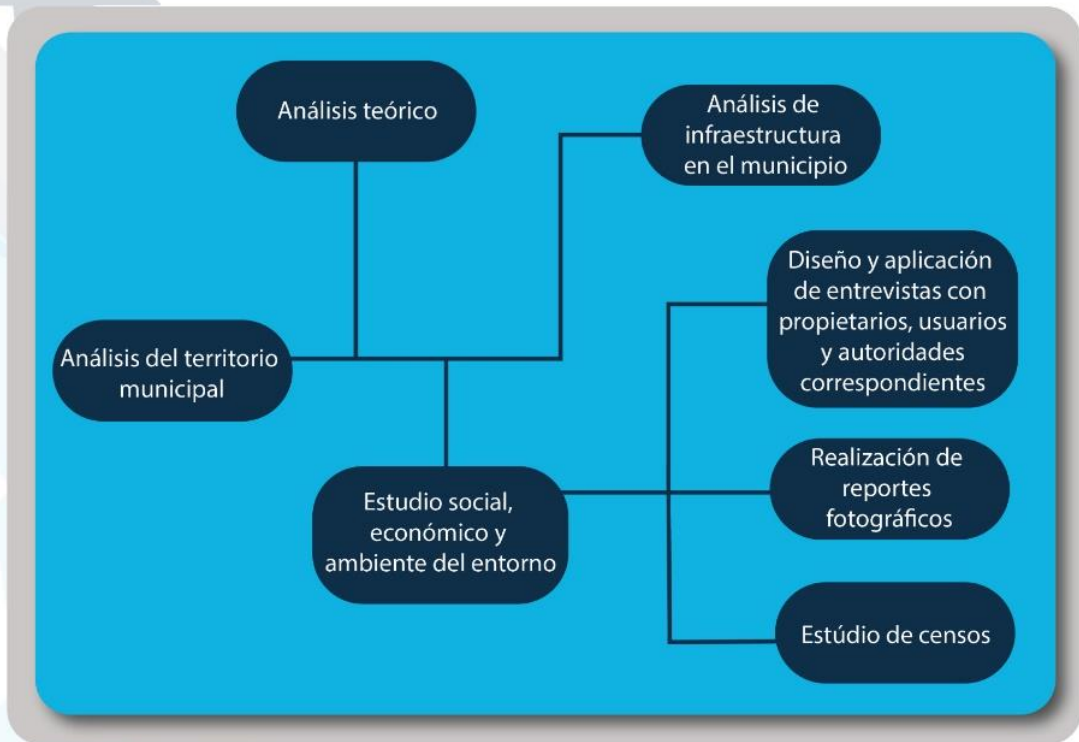 Análisis teórico
Análisis de
infraestructura
en el municipio
Análisis del territorio
municipal
Estudio social,
económico y
ambiente del entorno
Diseño y aplicación
de entrevistas con
propietarios, usuarios
y autoridades
correspondientes
Realización de
reportes
fotográficos
Estúdio de censos